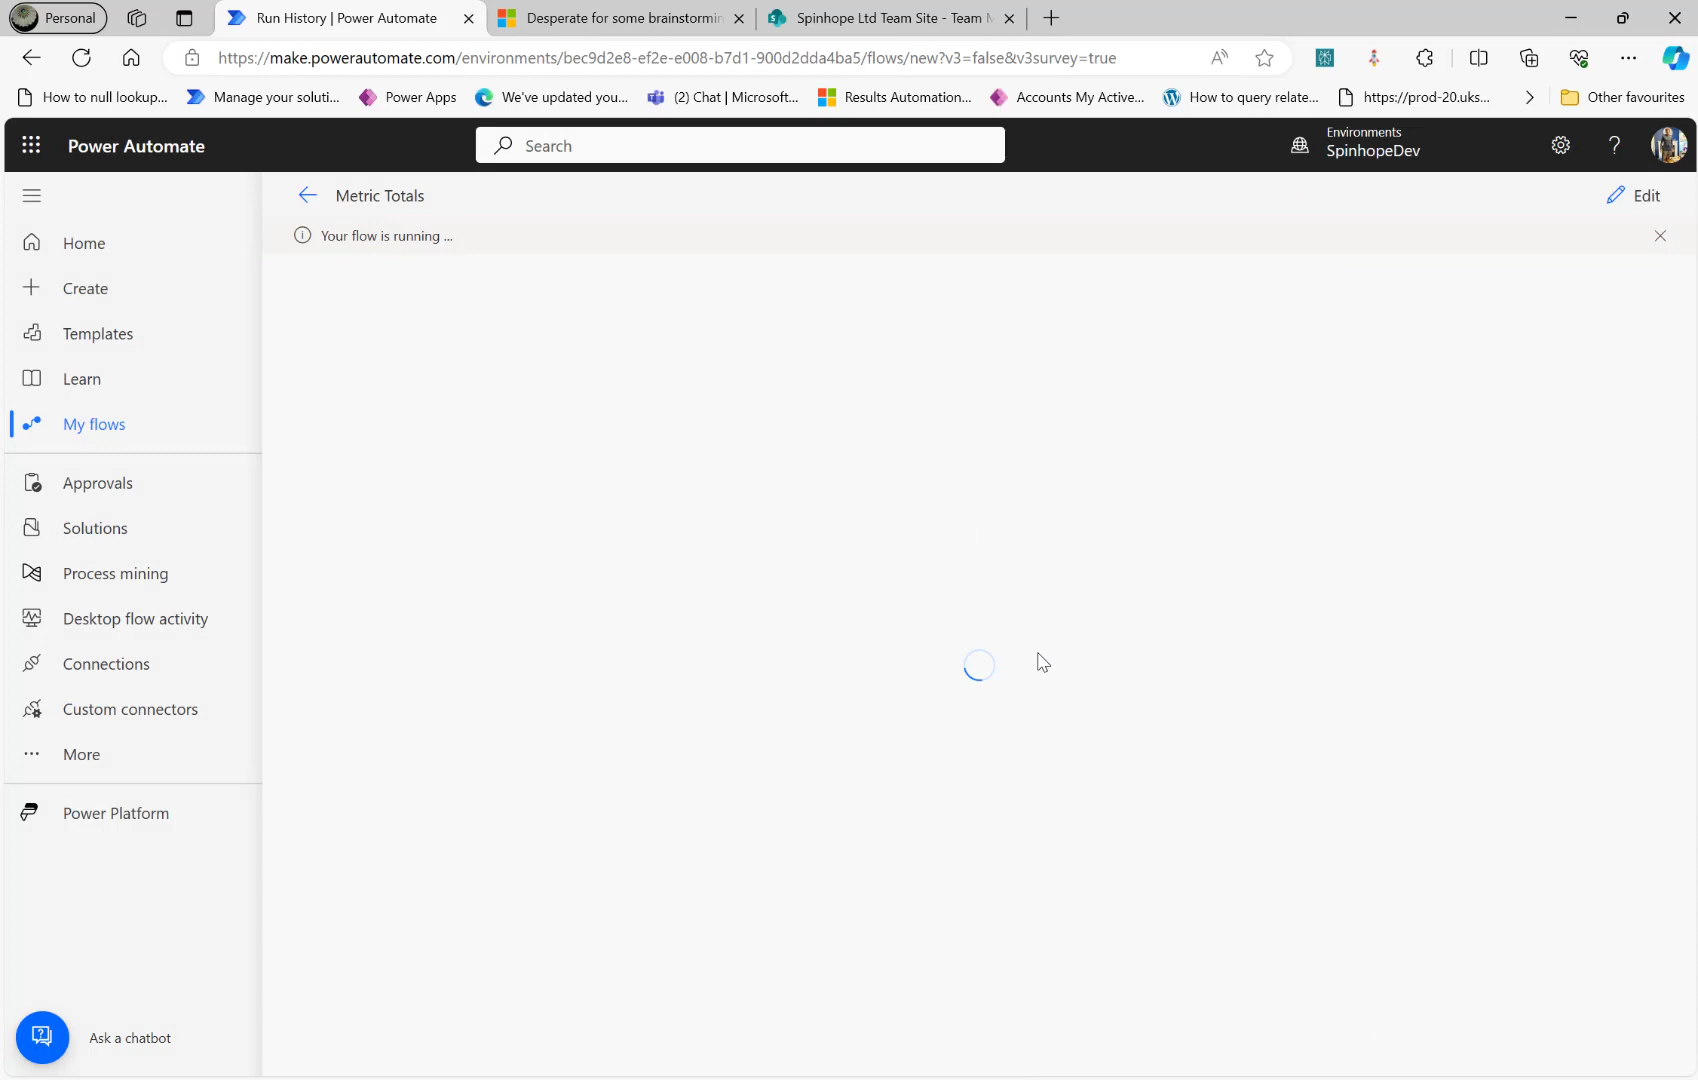 Personal
Run History | Power Automate
Desperate for some brainstormin
Spinhope Ltd Team Site - Team M
https://make.powerautomate.com/environments/bec9d2e8-ef2e-e008-b7d1-900d2dda4ba5/flows/new?v3=false&v3survey=true
How to null lookup...
Manage your soluti...
Power Apps
We've updated you...
(2) Chat | Microsoft...
Results Automation...
Accounts My Active...
How to query relate...
https://prod-20.uks...
Other favourites
Power Automate
Search
Environments
SpinhopeDev
Metric Totals
Edit
Your flow is running ...
Home
Create
Templates
Learn
My flows
Approvals
Solutions
Process mining
Desktop flow activity
Connections
Custom connectors
More
Power Platform
Ask a chatbot